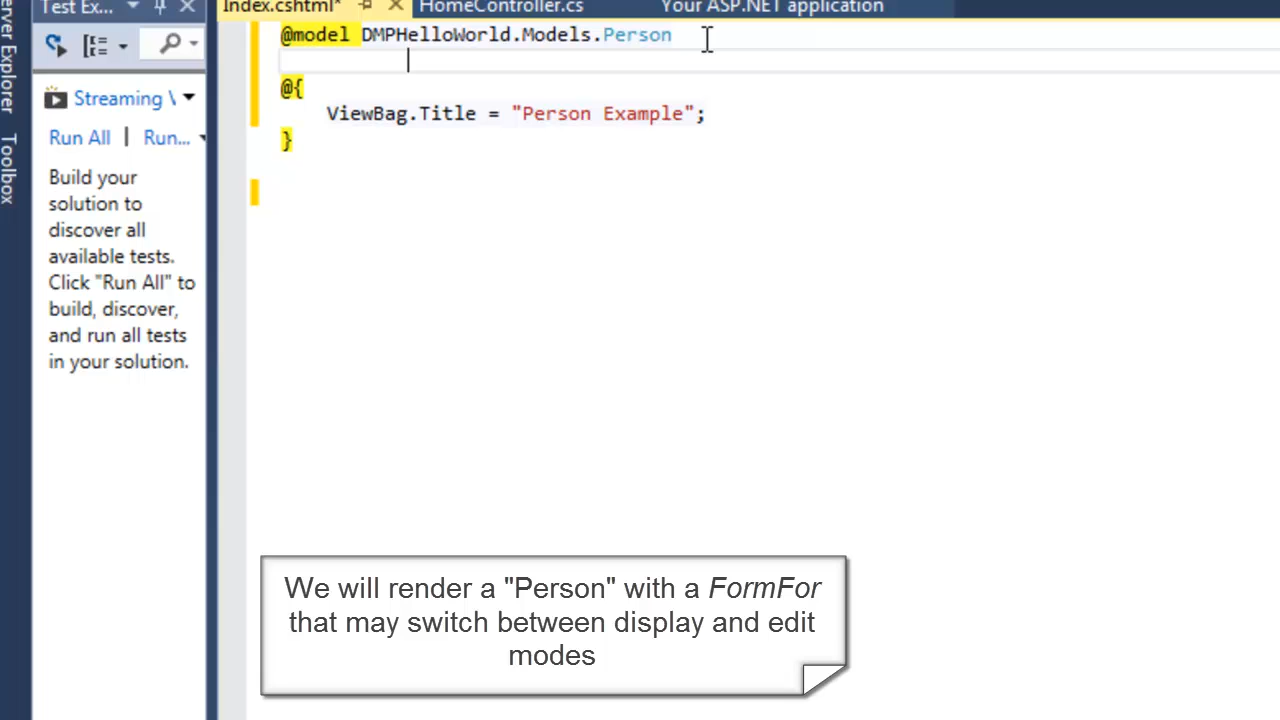 Test Ex...
Index.cshtml*
HomeController.cs
Your ASP.NET application
erver Explorer
Toolbox
Streaming \
Run All | Run...
Build your
solution to
discover all
available tests.
Click "Run All" to
build, discover,
and run all tests
in your solution.
@model DMPHelloWorld.Models.Person
@{
ViewBag.Title = "Person Example";
}
We will render a "Person" with a FormFor
that may switch between display and edit
modes